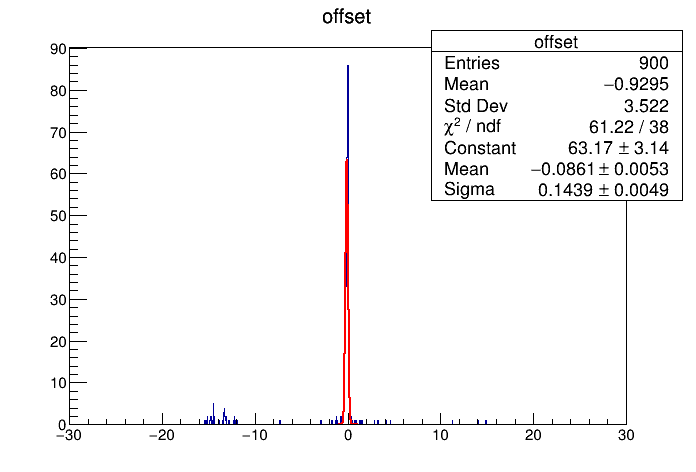 offset
offset
Entries 900
Mean −0.9295
Std Dev 3.522
χ² / ndf 61.22 / 38
Constant 63.17 ± 3.14
Mean −0.0861 ± 0.0053
Sigma 0.1439 ± 0.0049
90
80
70
60
50
40
30
20
10
0
−30 −20 −10 0 10 20 30